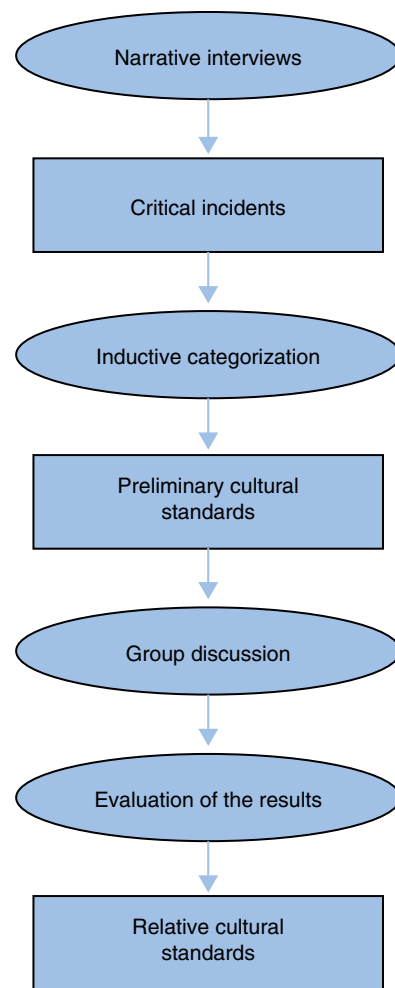 Narrative interviews
Critical incidents
Inductive categorization
Preliminary cultural
standards
Group discussion
Evaluation of the results
Relative cultural
standards